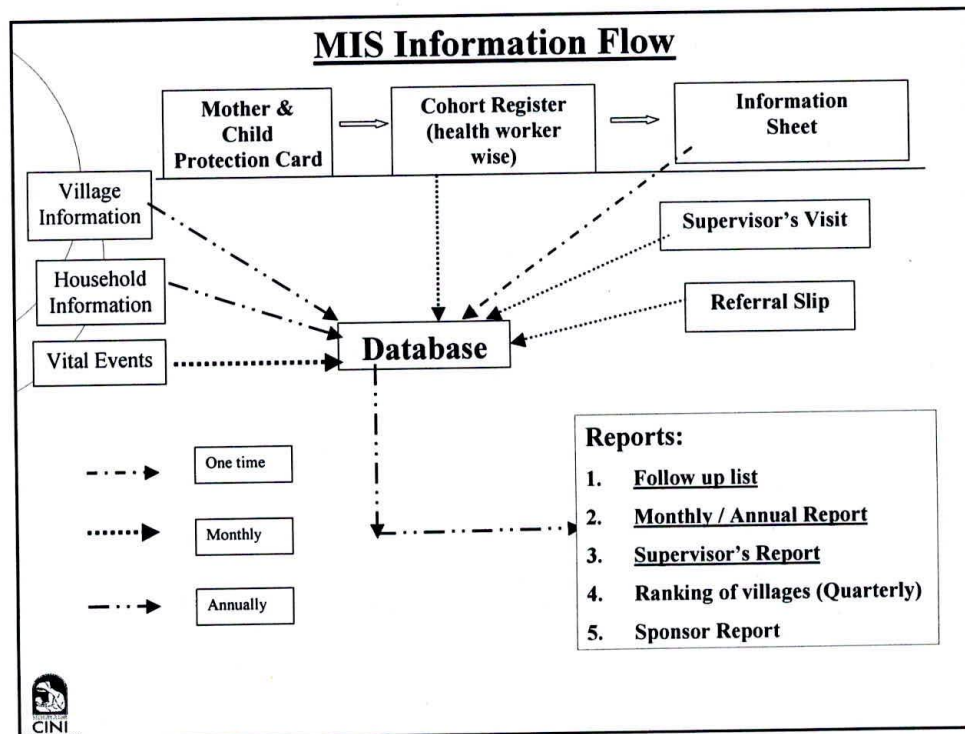 MIS Information Flow
Mother &
Child
Protection Card
Cohort Register
(health worker
wise)
Information
Sheet
Village
Information
Supervisor's Visit
Household
Information
Referral Slip
Database
Vital Events
Reports:
1. Follow up list
2. Monthly / Annual Report
3. Supervisor's Report
4. Ranking of villages (Quarterly)
5. Sponsor Report
One time
Monthly
Annually
CINI